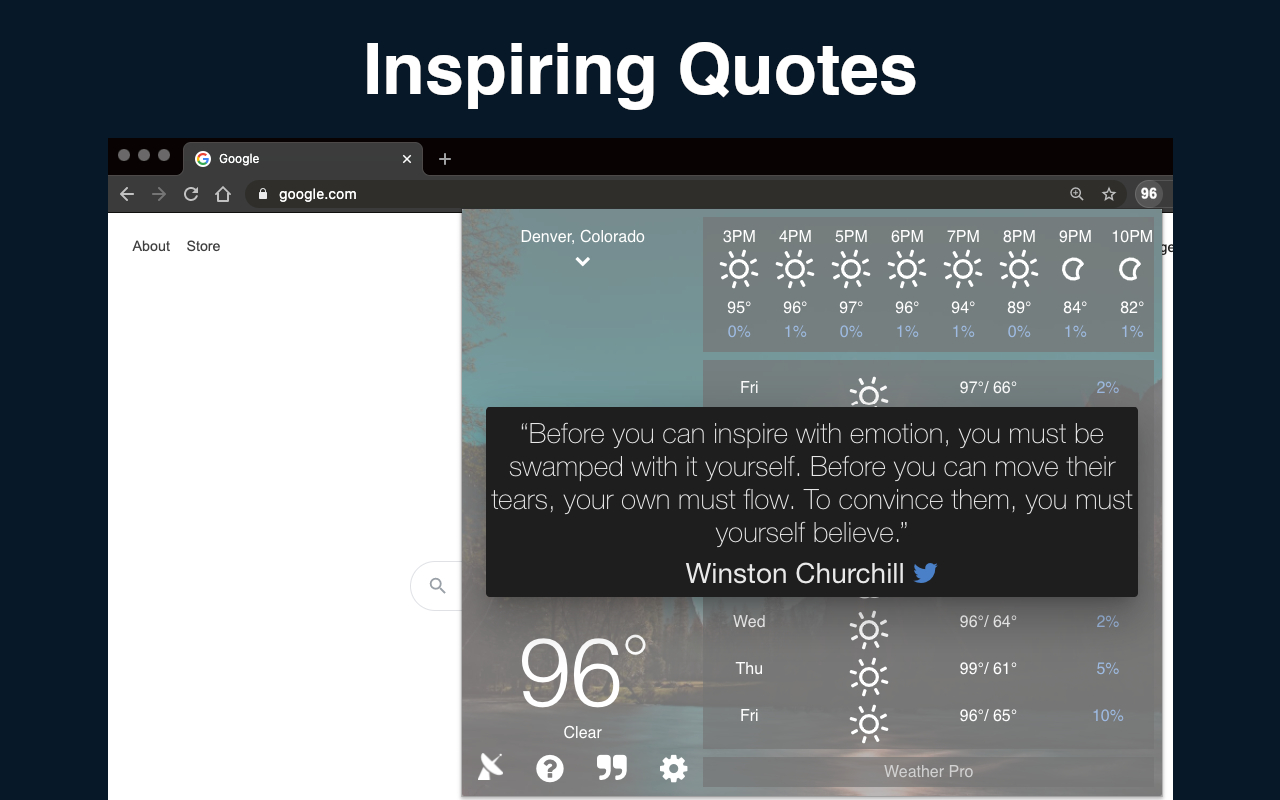 Inspiring Quotes
Google
google.com
96
About Store
Denver, Colorado
3PM 4PM 5PM 6PM 7PM 8PM 9PM 10PM
95° 96° 97° 96° 94° 89° 84° 82°
0% 1% 0% 1% 1% 0% 1% 1%
Fri 97°/ 66° 2%
“Before you can inspire with emotion, you must be
swamped with it yourself. Before you can move their
tears, your own must flow. To convince them, you must
yourself believe.”
Winston Churchill
Wed 96°/ 64° 2%
Thu 99°/ 61° 5%
Fri 96°/ 65° 10%
96°
Clear
Weather Pro